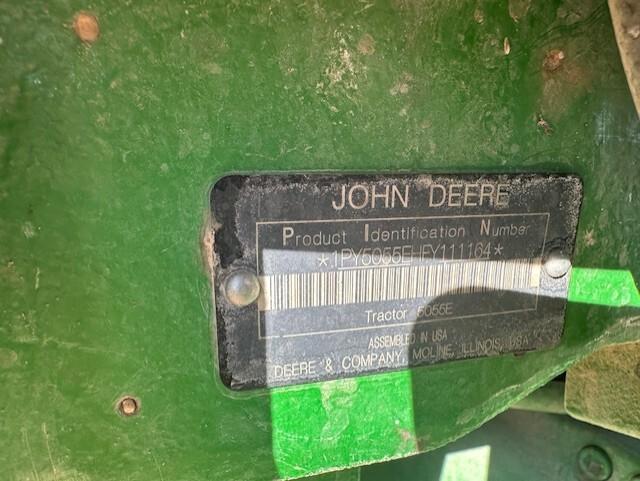 JOHN DEERE
Product Identification Number
*1PY5055EHFY111164*
Tractor 5055E
ASSEMBLED IN USA
DEERE & COMPANY, MOLINE, ILLINOIS, USA